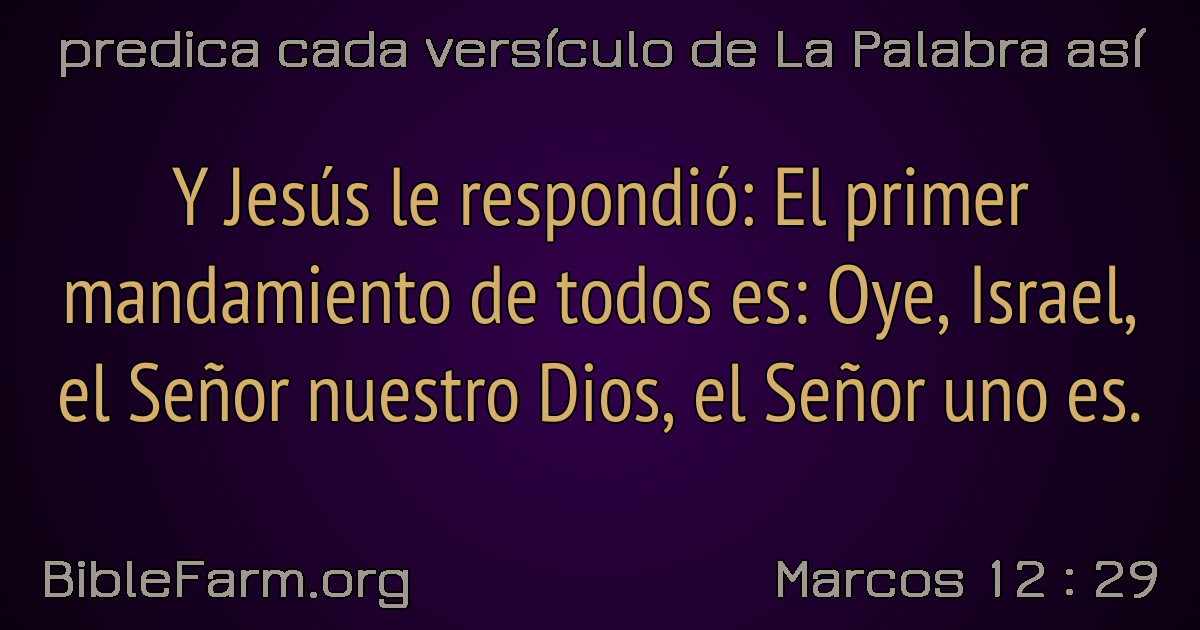 predica cada versículo de La Palabra así
Y Jesús le respondió: El primer
mandamiento de todos es: Oye, Israel,
el Señor nuestro Dios, el Señor uno es.
BibleFarm.org
Marcos 12 : 29